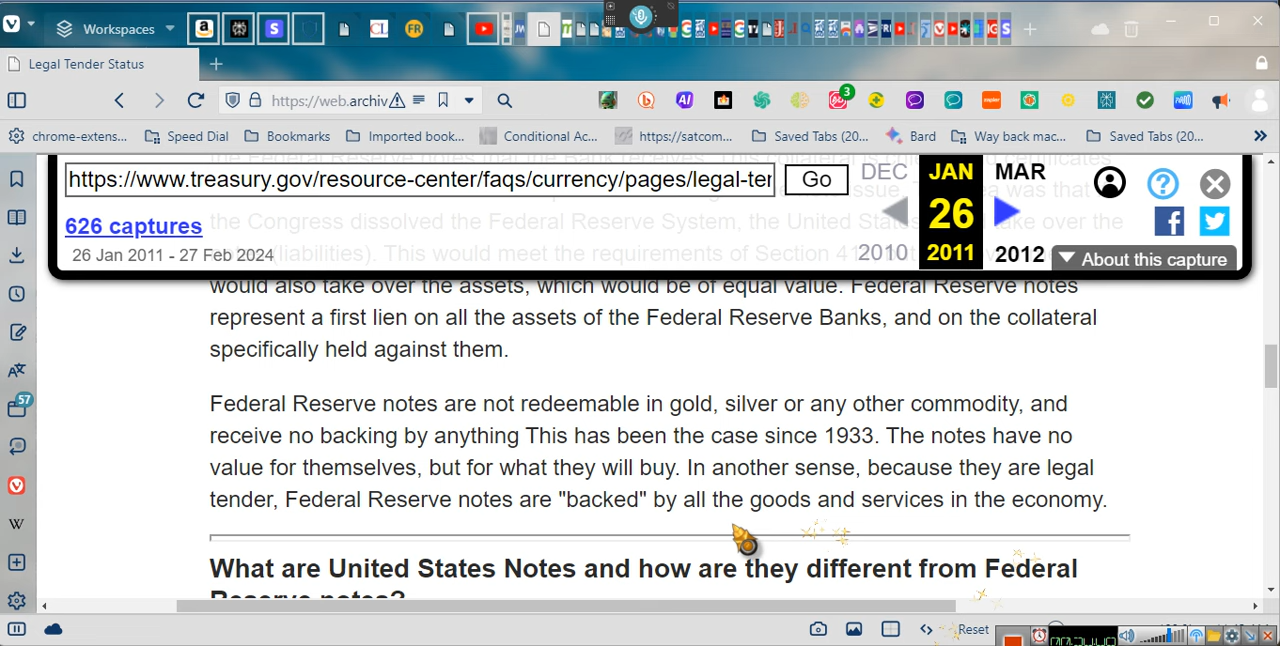 Workspaces
Legal Tender Status
https://web.archiv
3
chrome-extens...
Speed Dial
Bookmarks
Imported book...
Conditional Ac...
https://satcom...
Saved Tabs (20...
Bard
Way back mac...
Saved Tabs (20...
https://www.treasury.gov/resource-center/faqs/currency/pages/legal-ter
Go
DEC
JAN
MAR
626 captures
26
26 Jan 2011 - 27 Feb 2024
2010
2011
2012
About this capture
would also take over the assets, which would be of equal value. Federal Reserve notes
represent a first lien on all the assets of the Federal Reserve Banks, and on the collateral
specifically held against them.
Federal Reserve notes are not redeemable in gold, silver or any other commodity, and
receive no backing by anything This has been the case since 1933. The notes have no
value for themselves, but for what they will buy. In another sense, because they are legal
tender, Federal Reserve notes are "backed" by all the goods and services in the economy.
What are United States Notes and how are they different from Federal
Reserve notes?
57
Reset